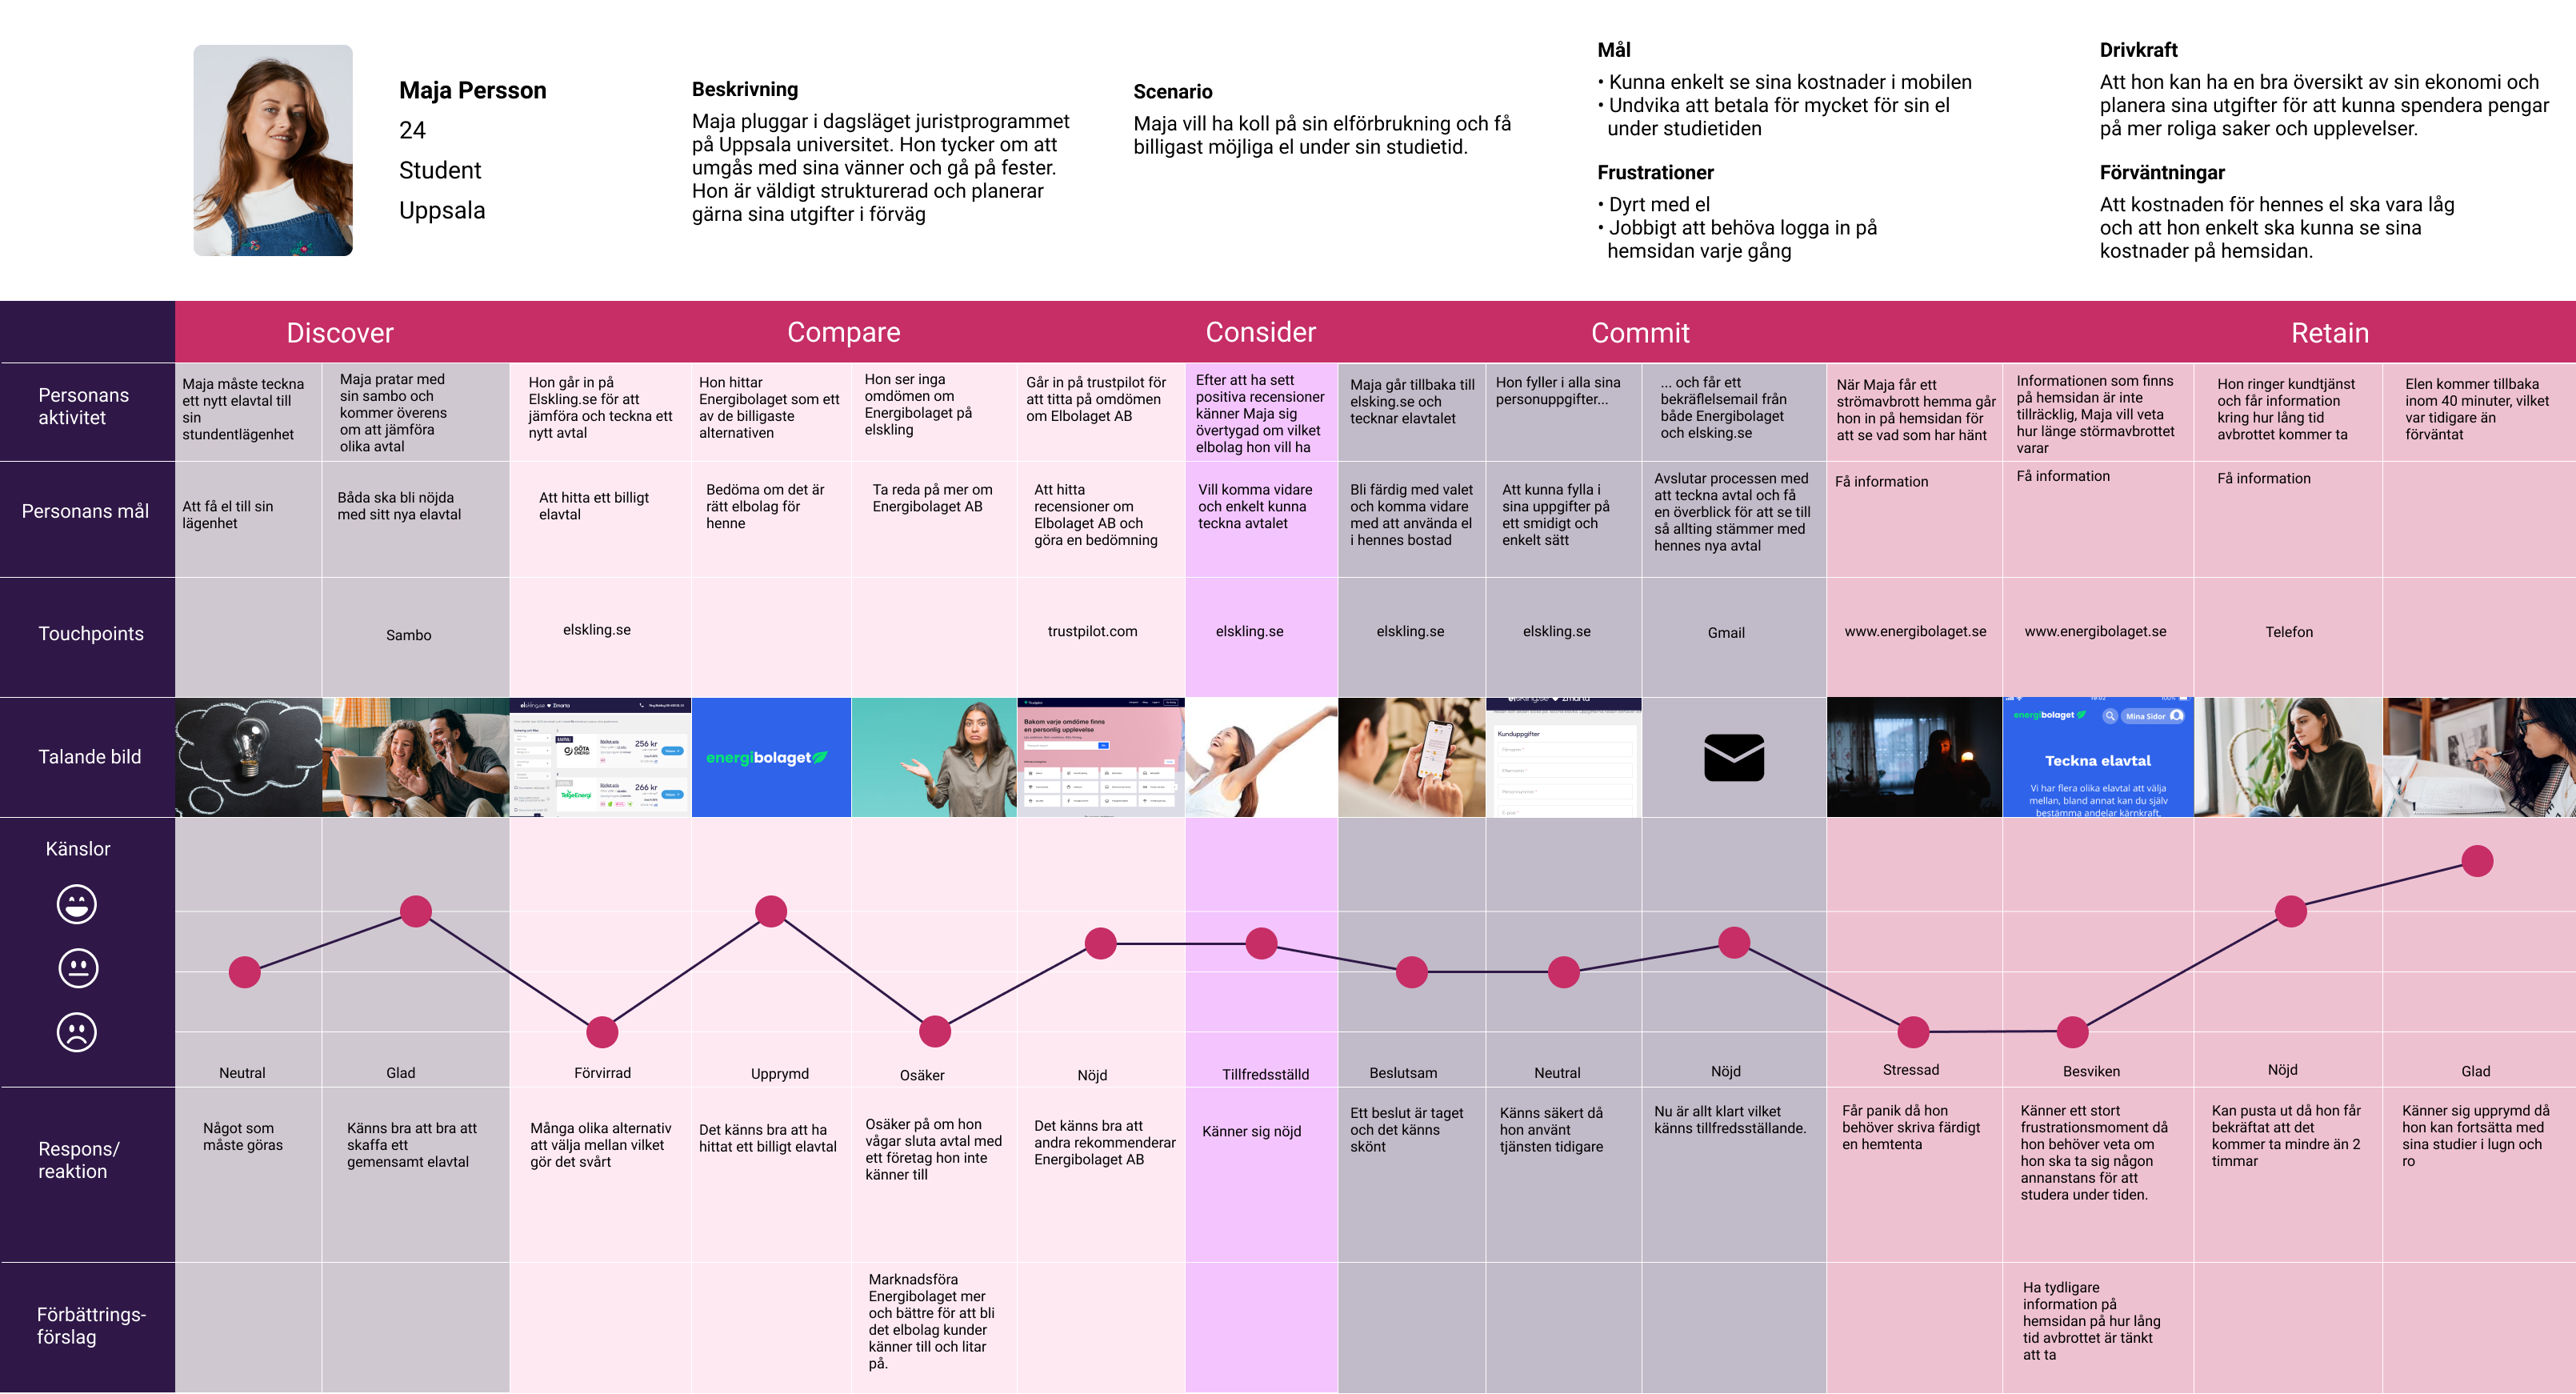 Maja Persson
24
Student
Uppsala
Beskrivning
Maja pluggar i dagsläget juristprogrammet
på Uppsala universitet. Hon tycker om att
umgås med sina vänner och gå på fester.
Hon är väldigt strukturerad och planerar
gärna sina utgifter i förväg
Scenario
Maja vill ha koll på sin elförbrukning och få
billigast möjliga el under sin studietid.
Mål
• Kunna enkelt se sina kostnader i mobilen
• Undvika att betala för mycket för sin el
under studietiden
Frustrationer
• Dyrt med el
• Jobbigt att behöva logga in på
hemsidan varje gång
Drivkraft
Att hon kan ha en bra översikt av sin ekonomi och
planera sina utgifter för att kunna spendera pengar
på mer roliga saker och upplevelser.
Förväntningar
Att kostnaden för hennes el ska vara låg
och att hon enkelt ska kunna se sina
kostnader på hemsidan.
Discover
Compare
Consider
Commit
Retain
Personans
aktivitet
Maja måste teckna
ett nytt elavtal till
sin
stundentlägenhet
Maja pratar med
sin sambo och
kommer överens
om att jämföra
olika avtal
Hon går in på
Elskling.se för att
jämföra och teckna ett
nytt avtal
Hon hittar
Energibolaget som ett
av de billigaste
alternativen
Hon ser inga
omdömen om
Energibolaget på
elskling
Går in på trustpilot för
att titta på omdömen
om Elbolaget AB
Efter att ha sett
positiva recensioner
känner Maja sig
övertygad om vilket
elbolag hon vill ha
Maja går tillbaka till
elsking.se och
tecknar elavtalet
Hon fyller i alla sina
personuppgifter...
... och får ett
bekräflelsemail från
både Energibolaget
och elsking.se
När Maja får ett
strömavbrott hemma går
hon in på hemsidan för
att se vad som har hänt
Informationen som finns
på hemsidan är inte
tillräcklig, Maja vill veta
hur länge störmavbrottet
varar
Hon ringer kundtjänst
och får information
kring hur lång tid
avbrottet kommer ta
Elen kommer tillbaka
inom 40 minuter, vilket
var tidigare än
förväntat
Personans mål
Att få el till sin
lägenhet
Båda ska bli nöjda
med sitt nya elavtal
Att hitta ett billigt
elavtal
Bedöma om det är
rätt elbolag för
henne
Ta reda på mer om
Energibolaget AB
Att hitta
recensioner om
Elbolaget AB och
göra en bedömning
Vill komma vidare
och enkelt kunna
teckna avtalet
Bli färdig med valet
och komma vidare
med att använda el
i hennes bostad
Att kunna fylla i
sina uppgifter på
ett smidigt och
enkelt sätt
Avslutar processen med
att teckna avtal och få
en överblick för att se till
så allting stämmer med
hennes nya avtal
Få information
Få information
Få information
Touchpoints
Sambo
elskling.se
trustpilot.com
elskling.se
elskling.se
elskling.se
Gmail
www.energibolaget.se
www.energibolaget.se
Telefon
Talande bild
elskling.se ♥ Zmarta
GÖTA
ENERGI
256 kr
TelgeEnergi
266 kr
energibolaget
Trustpilot
Bakom varje omdöme finns
en personlig upplevelse
elskling.se ♥ Zmarta
Kunduppgifter
Förnamn *
Efternamn *
Personnummer *
E-post *
energibolaget
Mina Sidor
Teckna elavtal
Vi har flera olika elavtal att välja
mellan, bland annat kan du själv
bestämma andelar kärnkraft,
Känslor
Neutral
Glad
Förvirrad
Upprymd
Osäker
Nöjd
Tillfredsställd
Beslutsam
Neutral
Nöjd
Stressad
Besviken
Nöjd
Glad
Respons/
reaktion
Något som
måste göras
Känns bra att bra att
skaffa ett
gemensamt elavtal
Många olika alternativ
att välja mellan vilket
gör det svårt
Det känns bra att ha
hittat ett billigt elavtal
Osäker på om hon
vågar sluta avtal med
ett företag hon inte
känner till
Det känns bra att
andra rekommenderar
Energibolaget AB
Känner sig nöjd
Ett beslut är taget
och det känns
skönt
Känns säkert då
hon använt
tjänsten tidigare
Nu är allt klart vilket
känns tillfredsställande.
Får panik då hon
behöver skriva färdigt
en hemtenta
Känner ett stort
frustrationsmoment då
hon behöver veta om
hon ska ta sig någon
annanstans för att
studera under tiden.
Kan pusta ut då hon får
bekräftat att det
kommer ta mindre än 2
timmar
Känner sig upprymd då
hon kan fortsätta med
sina studier i lugn och
ro
Förbättrings-
förslag
Marknadsföra
Energibolaget mer
och bättre för att bli
det elbolag kunder
känner till och litar
på.
Ha tydligare
information på
hemsidan på hur lång
tid avbrottet är tänkt
att ta